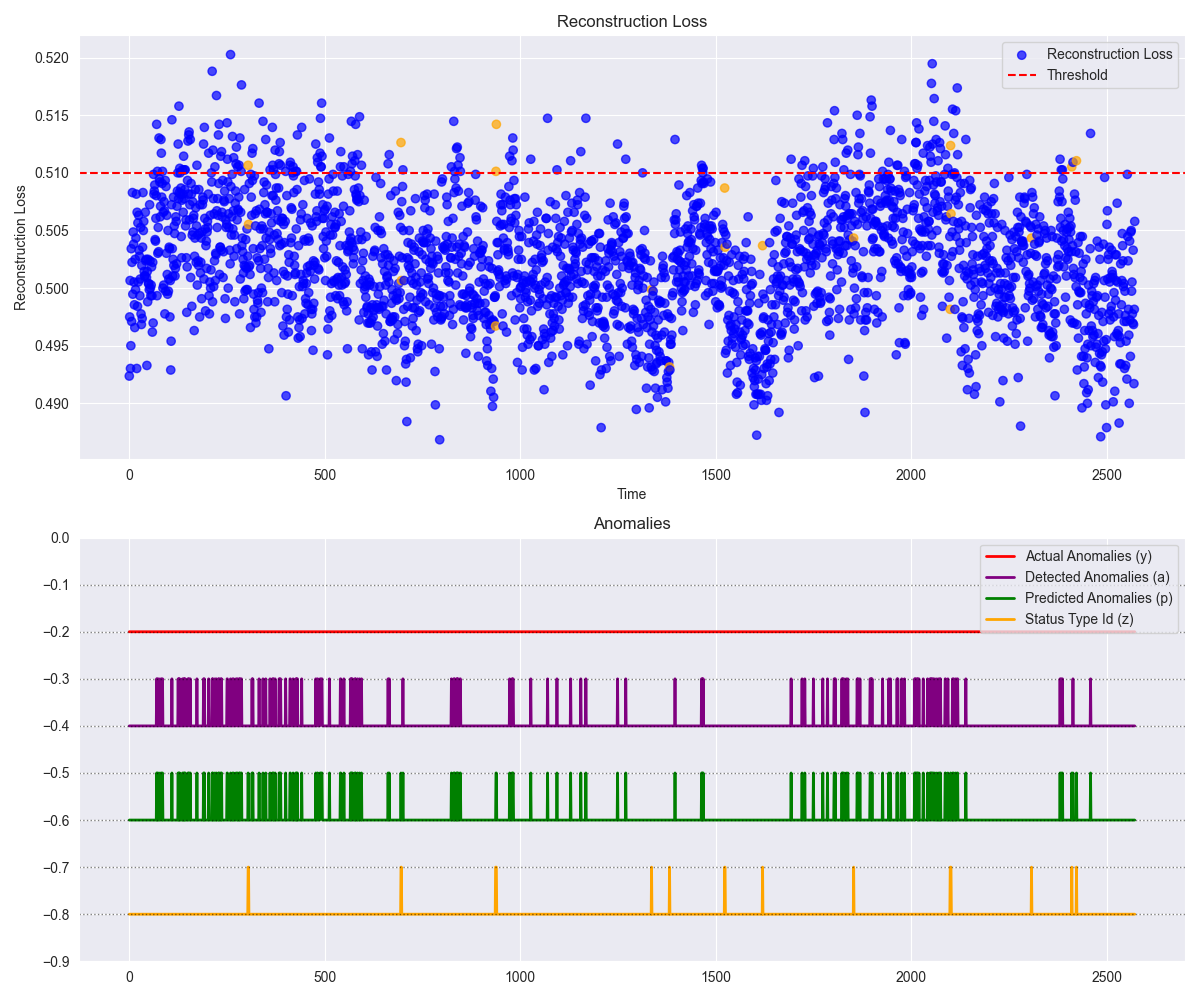 Reconstruction Loss
0.520
0.515
0.510
0.505
0.500
0.495
0.490
Reconstruction Loss
Reconstruction Loss
Threshold
0 500 1000 1500 2000 2500
Time
Anomalies
0.0
−0.1
−0.2
−0.3
−0.4
−0.5
−0.6
−0.7
−0.8
−0.9
Actual Anomalies (y)
Detected Anomalies (a)
Predicted Anomalies (p)
Status Type Id (z)
0 500 1000 1500 2000 2500